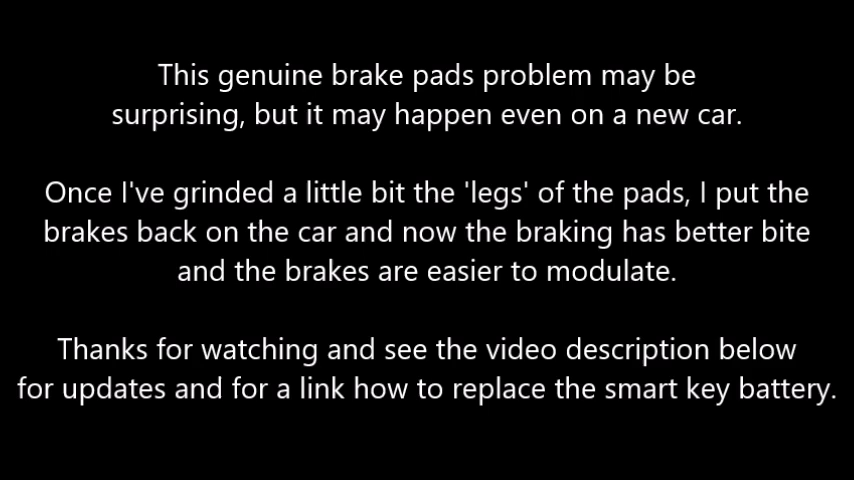 This genuine brake pads problem may be
surprising, but it may happen even on a new car.
Once I've grinded a little bit the 'legs' of the pads, I put the
brakes back on the car and now the braking has better bite
and the brakes are easier to modulate.
Thanks for watching and see the video description below
for updates and for a link how to replace the smart key battery.